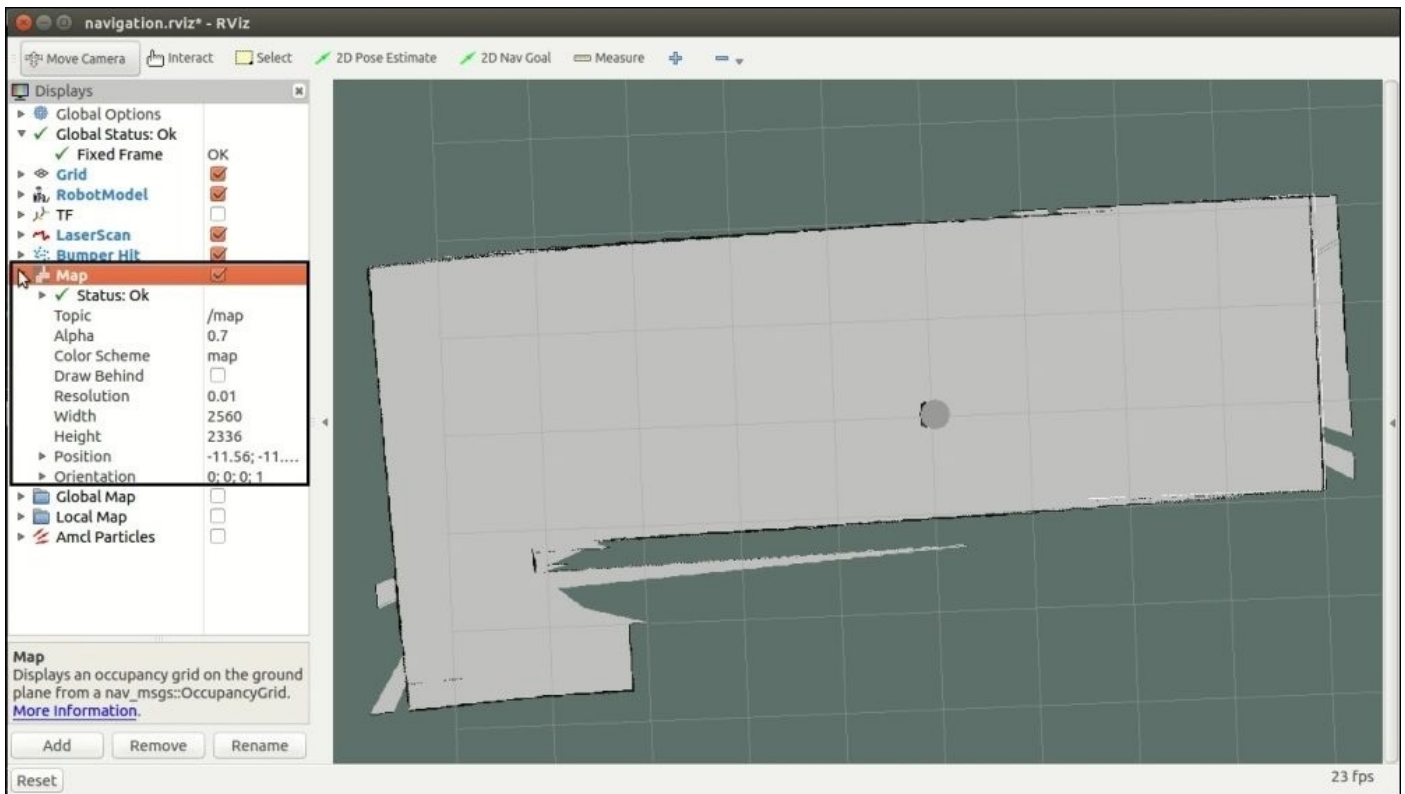 navigation.rviz* - RViz
Move Camera Interact Select 2D Pose Estimate 2D Nav Goal Measure
Displays
Global Options
Global Status: Ok
Fixed Frame OK
Grid
RobotModel
TF
LaserScan
Bumper Hit
Map
Status: Ok
Topic /map
Alpha 0.7
Color Scheme map
Draw Behind
Resolution 0.01
Width 2560
Height 2336
Position -11.56; -11....
Orientation 0; 0; 0; 1
Global Map
Local Map
Amcl Particles
Map
Displays an occupancy grid on the ground
plane from a nav_msgs::OccupancyGrid.
More Information.
Add Remove Rename
Reset 23 fps